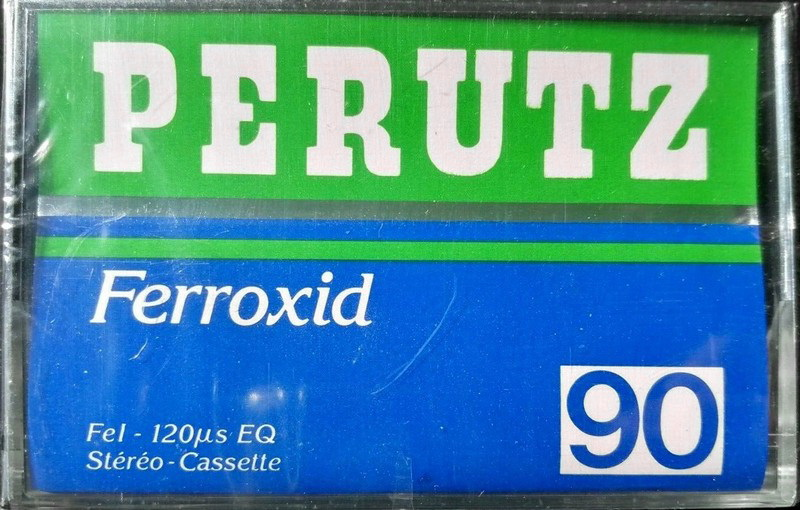 PERUTZ
Ferroxid
FeI - 120µs EQ
Stéréo-Cassette
90